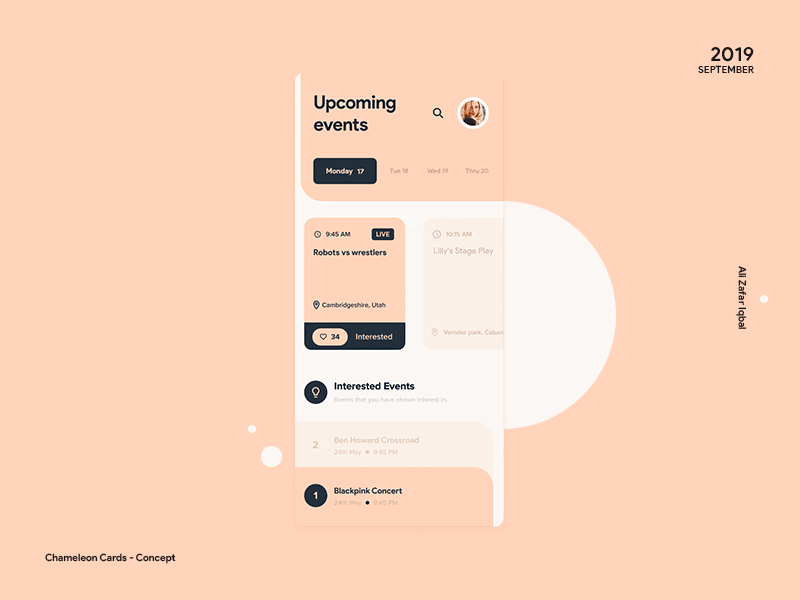 2019
SEPTEMBER
Upcoming
events
Monday 17
Tue 18
Wed 19
Thru 20
9:45 AM
LIVE
Robots vs wrestlers
Cambridgeshire, Utah
34
Interested
10:15 AM
Lilly's Stage Play
Vernder park, Caban
Interested Events
Events that you have shown interest in.
2
Ben Howard Crossroad
24th May 9:45 PM
1
Blackpink Concert
24th May 9:40 PM
Ali Zafar Iqbal
Chameleon Cards - Concept